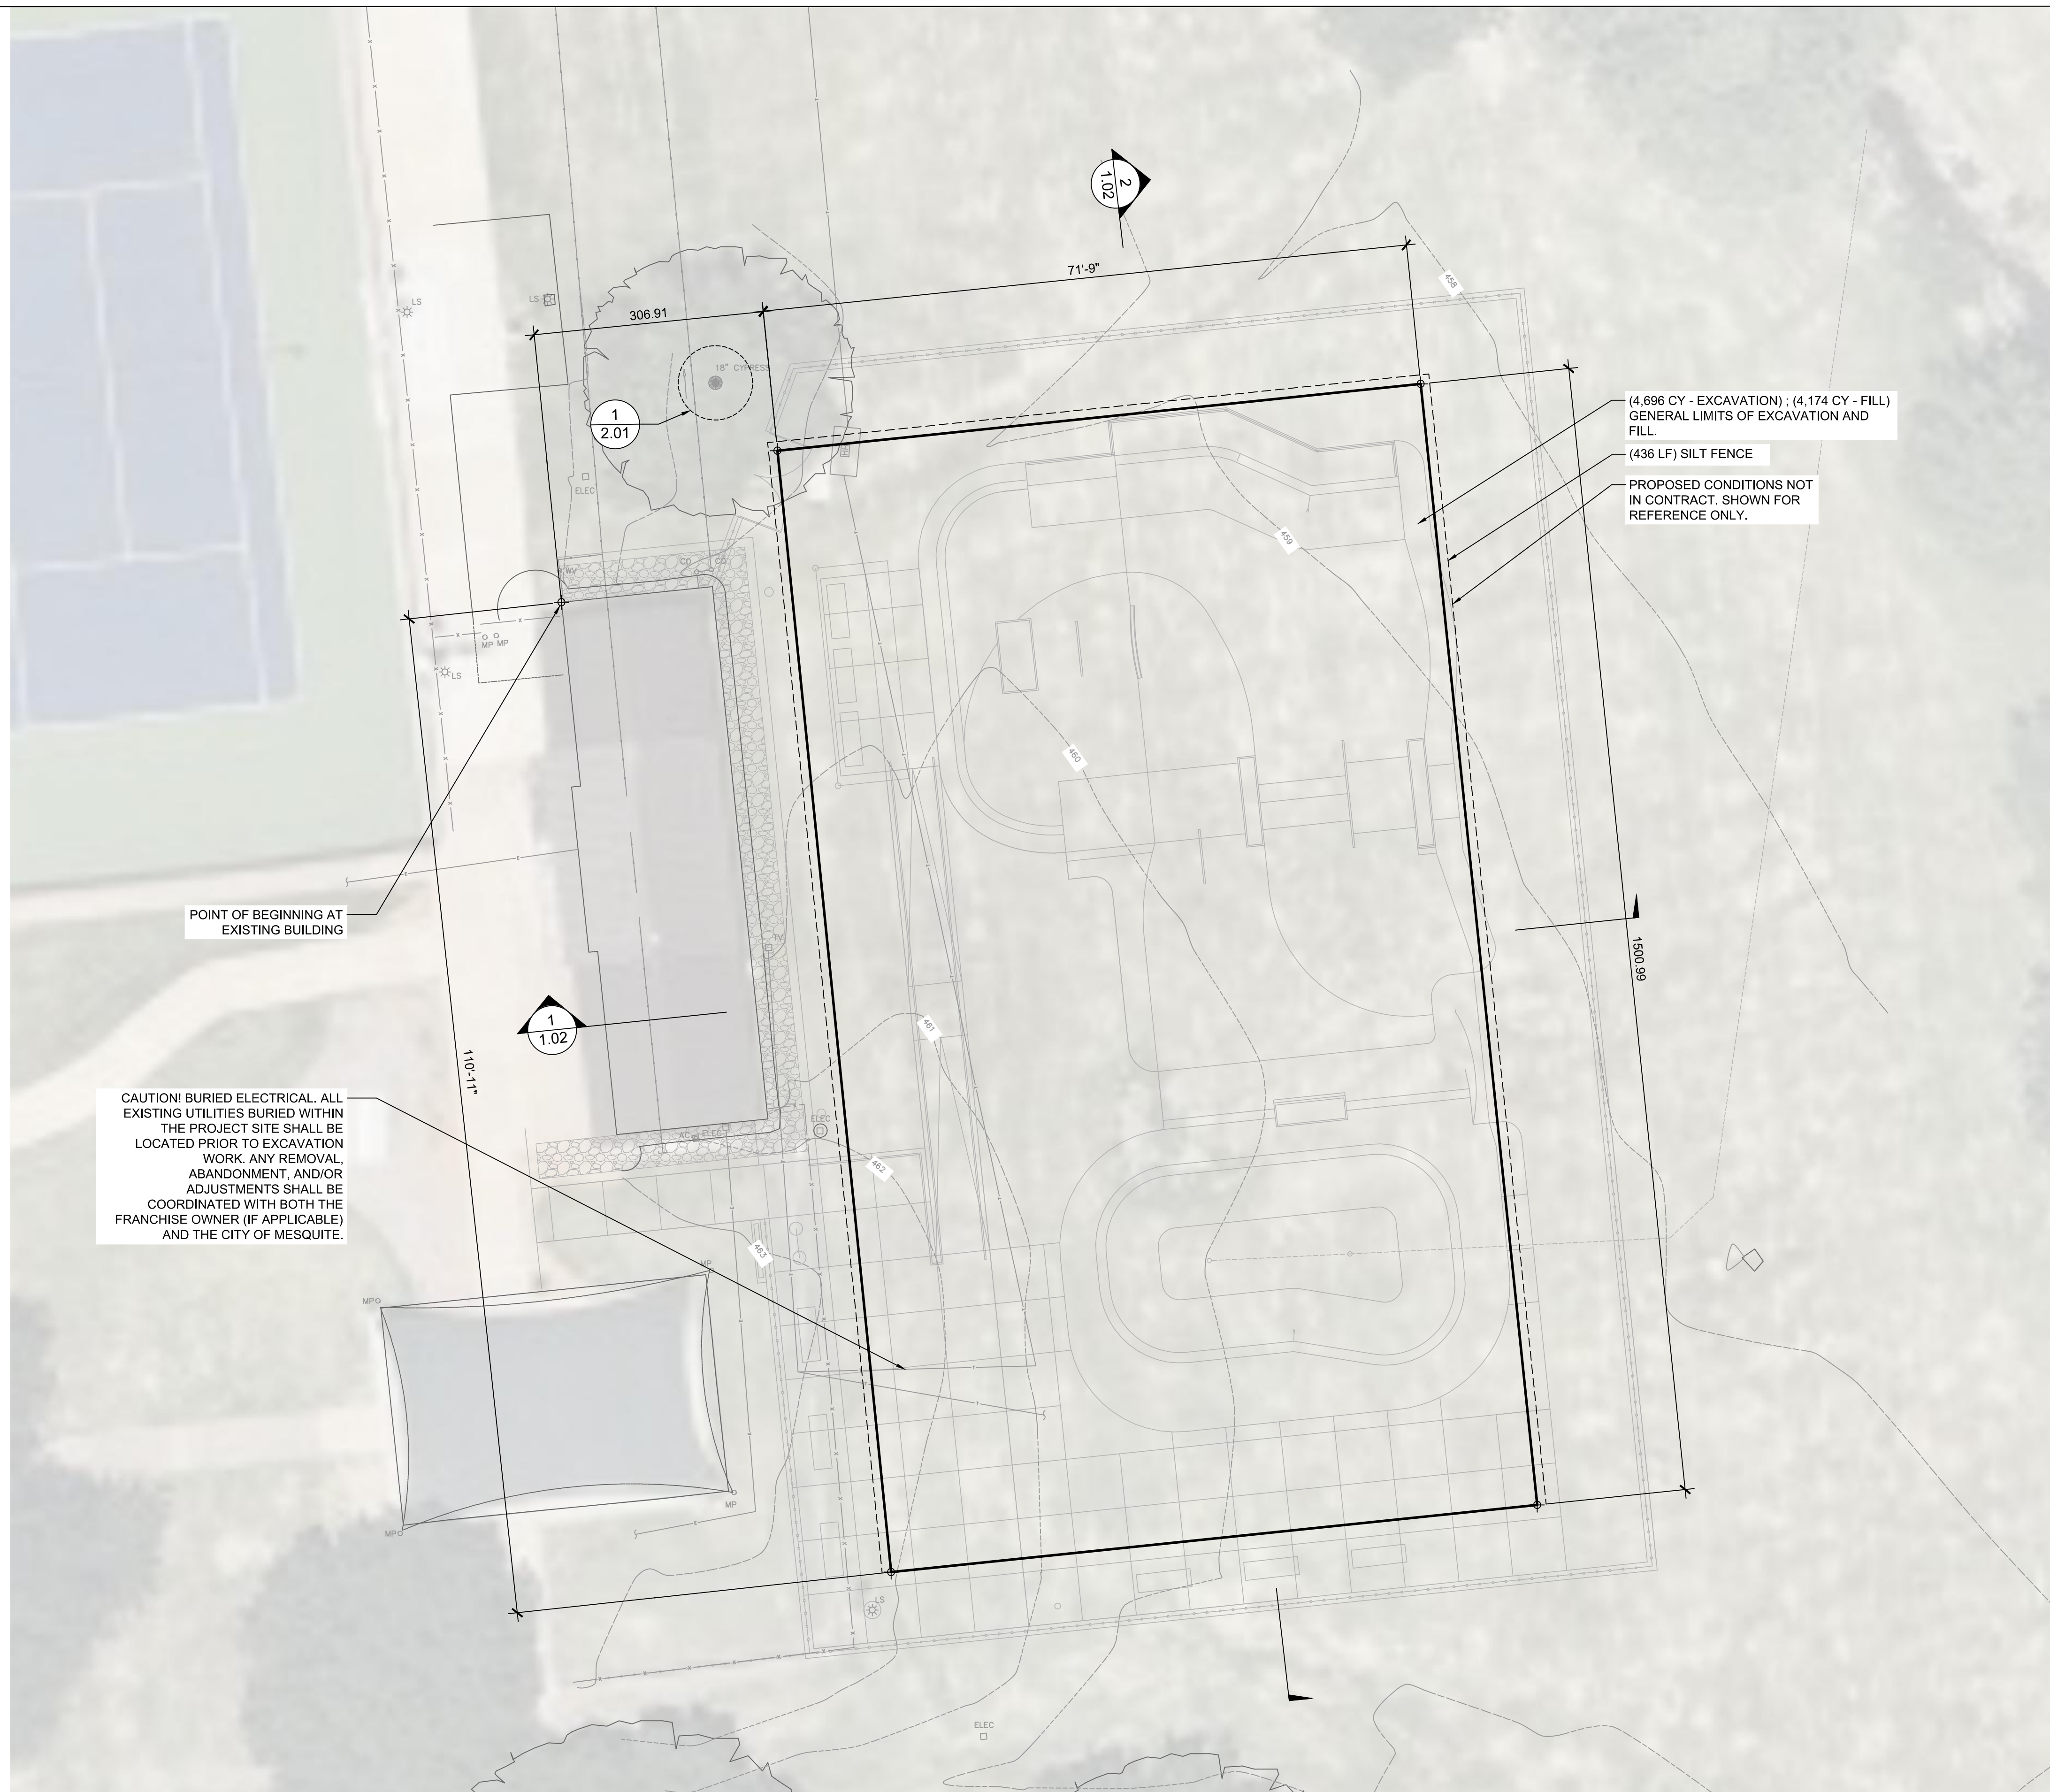 2
1.02
458
71'-9"
LS
LS
306.91
18" CYPRESS
(4,696 CY - EXCAVATION) ; (4,174 CY - FILL)
GENERAL LIMITS OF EXCAVATION AND
FILL.
1
2.01
(436 LF) SILT FENCE
PROPOSED CONDITIONS NOT
IN CONTRACT. SHOWN FOR
REFERENCE ONLY.
ELEC
459
WV
CO
CO
MP MP
LS
460
POINT OF BEGINNING AT
EXISTING BUILDING
TV
1500.99
1
1.02
461
110'-11"
CAUTION! BURIED ELECTRICAL. ALL
EXISTING UTILITIES BURIED WITHIN
THE PROJECT SITE SHALL BE
LOCATED PRIOR TO EXCAVATION
WORK. ANY REMOVAL,
ABANDONMENT, AND/OR
ADJUSTMENTS SHALL BE
COORDINATED WITH BOTH THE
FRANCHISE OWNER (IF APPLICABLE)
AND THE CITY OF MESQUITE.
ELEC
AC
ELEC
462
463
MP
MP
MP
MP
LS
ELEC